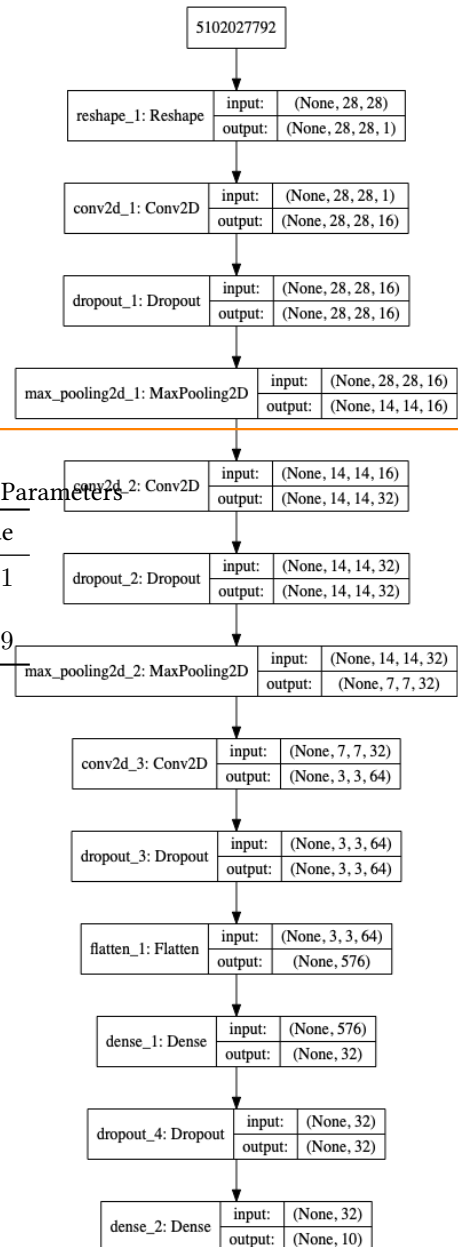 5102027792
reshape_1: Reshape
input: (None, 28, 28)
output: (None, 28, 28, 1)
conv2d_1: Conv2D
input: (None, 28, 28, 1)
output: (None, 28, 28, 16)
dropout_1: Dropout
input: (None, 28, 28, 16)
output: (None, 28, 28, 16)
max_pooling2d_1: MaxPooling2D
input: (None, 28, 28, 16)
output: (None, 14, 14, 16)
Parameters
e
1
9
conv2d_2: Conv2D
input: (None, 14, 14, 16)
output: (None, 14, 14, 32)
dropout_2: Dropout
input: (None, 14, 14, 32)
output: (None, 14, 14, 32)
max_pooling2d_2: MaxPooling2D
input: (None, 14, 14, 32)
output: (None, 7, 7, 32)
conv2d_3: Conv2D
input: (None, 7, 7, 32)
output: (None, 3, 3, 64)
dropout_3: Dropout
input: (None, 3, 3, 64)
output: (None, 3, 3, 64)
flatten_1: Flatten
input: (None, 3, 3, 64)
output: (None, 576)
dense_1: Dense
input: (None, 576)
output: (None, 32)
dropout_4: Dropout
input: (None, 32)
output: (None, 32)
dense_2: Dense
input: (None, 32)
output: (None, 10)